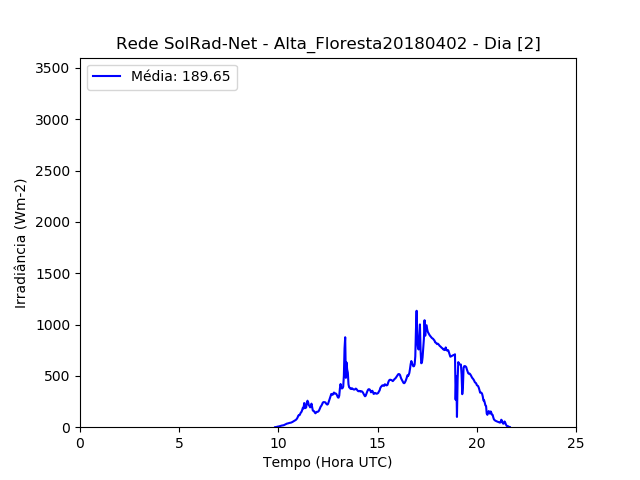 Rede SolRad-Net - Alta_Floresta20180402 - Dia [2]
Média: 189.65
Irradiância (Wm-2)
3500
3000
2500
2000
1500
1000
500
0
0 5 10 15 20 25
Tempo (Hora UTC)